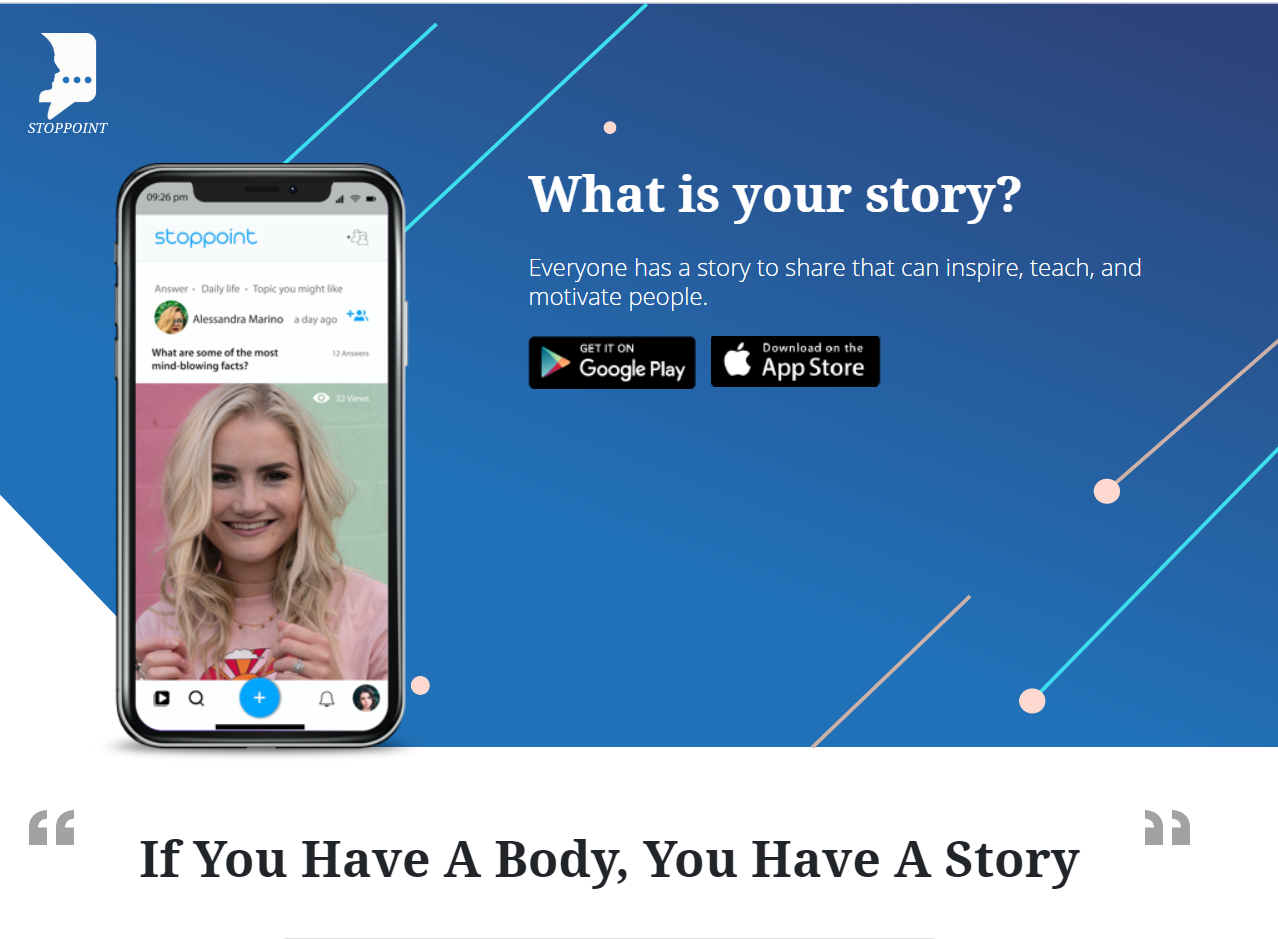 STOPPOINT
What is your story?
Everyone has a story to share that can inspire, teach, and
motivate people.
GET IT ON
Google Play
Download on the
App Store
09:26 pm
stoppoint
Answer • Daily life • Topic you might like
Alessandra Marino a day ago
What are some of the most
mind-blowing facts?
12 Answers
32 Views
“ If You Have A Body, You Have A Story ”